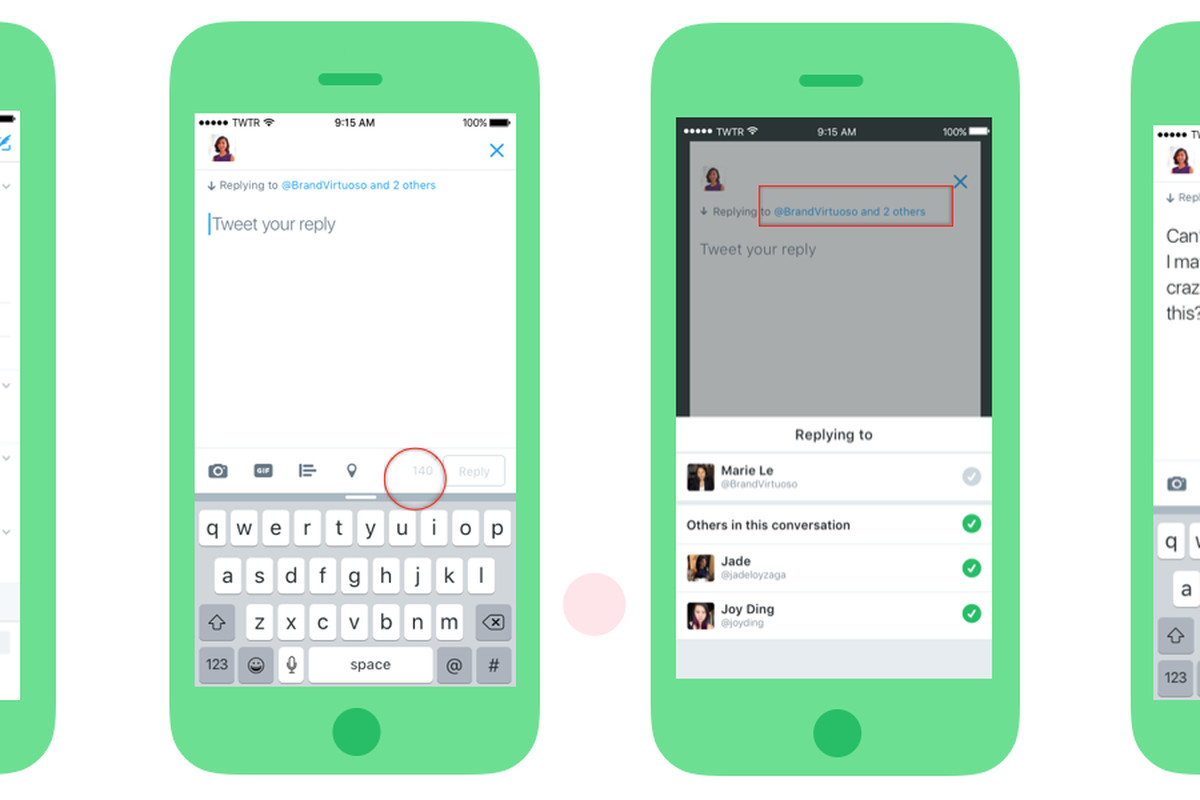 TWTR 9:15 AM 100%
Replying to @BrandVirtuoso and 2 others
Tweet your reply
GIF 140 Reply
q w e r t y u i o p
a s d f g h j k l
z x c v b n m
123 space @ #
TWTR 9:15 AM 100%
Replying to @BrandVirtuoso and 2 others
Tweet your reply
Replying to
Marie Le
@BrandVirtuoso
Others in this conversation
Jade
@jadeloyzaga
Joy Ding
@joyding
Can'
I ma
craz
this?
q
a
123